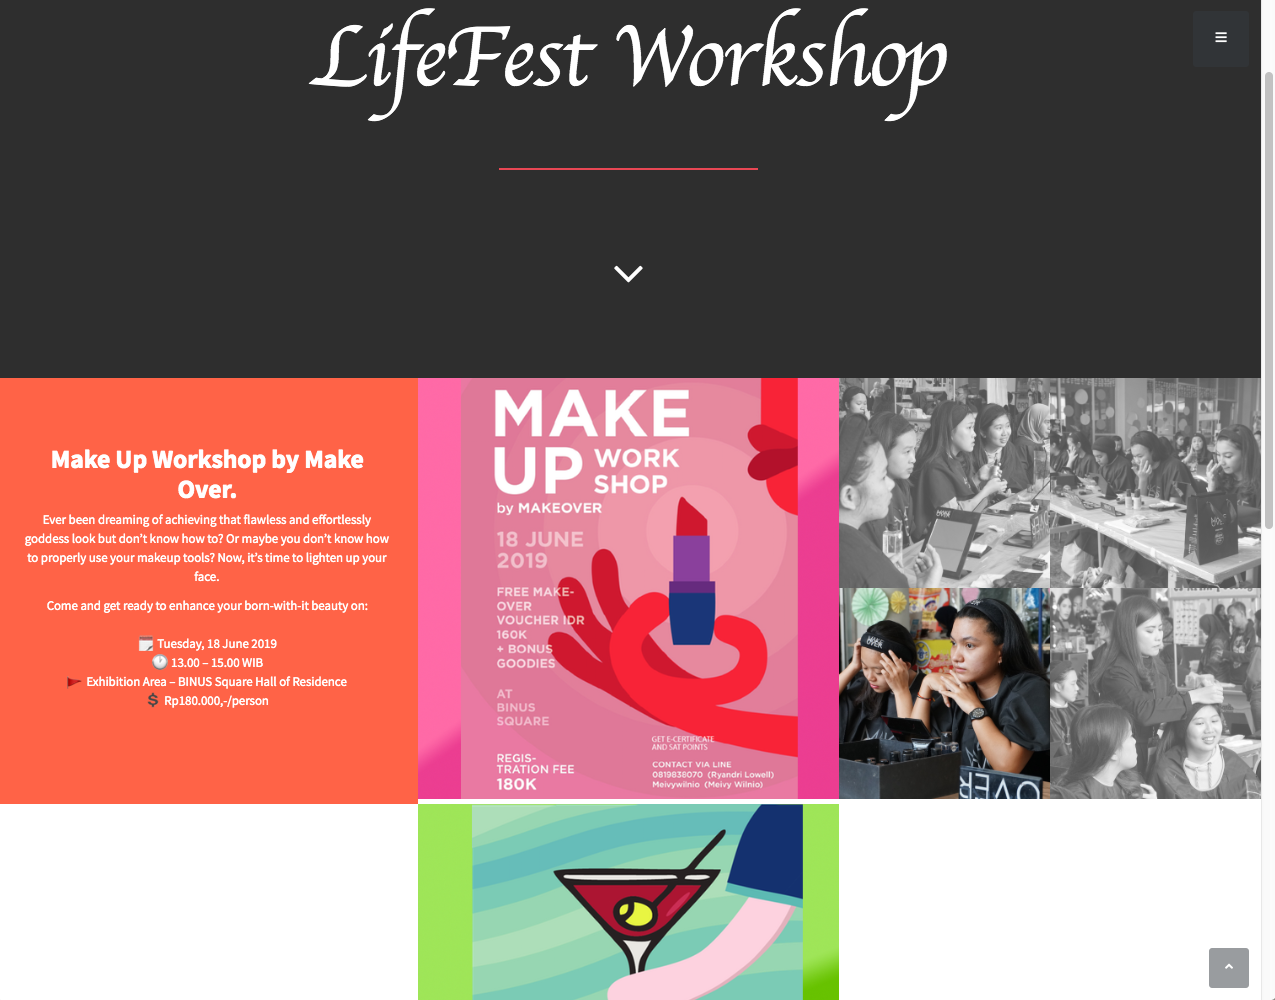 LifeFest Workshop
Make Up Workshop by Make
Over.
Ever been dreaming of achieving that flawless and effortlessly
goddess look but don't know how to? Or maybe you don't know how
to properly use your makeup tools? Now, it's time to lighten up your
face.
Come and get ready to enhance your born-with-it beauty on:
Tuesday, 18 June 2019
13.00 – 15.00 WIB
Exhibition Area – BINUS Square Hall of Residence
Rp180.000,-/person
MAKE
UP WORK
SHOP
by MAKEOVER
18 JUNE
2019
FREE MAKE-
OVER
VOUCHER IDR
160K
+ BONUS
GOODIES
AT
BINUS
SQUARE
REGIS-
TRATION FEE
180K
GET E-CERTIFICATE
AND SAT POINTS
CONTACT VIA LINE
0819838070 (Ryandri Lowell)
Meivywilnio (Meivy Wilnio)
MAKE
OVER
OVER